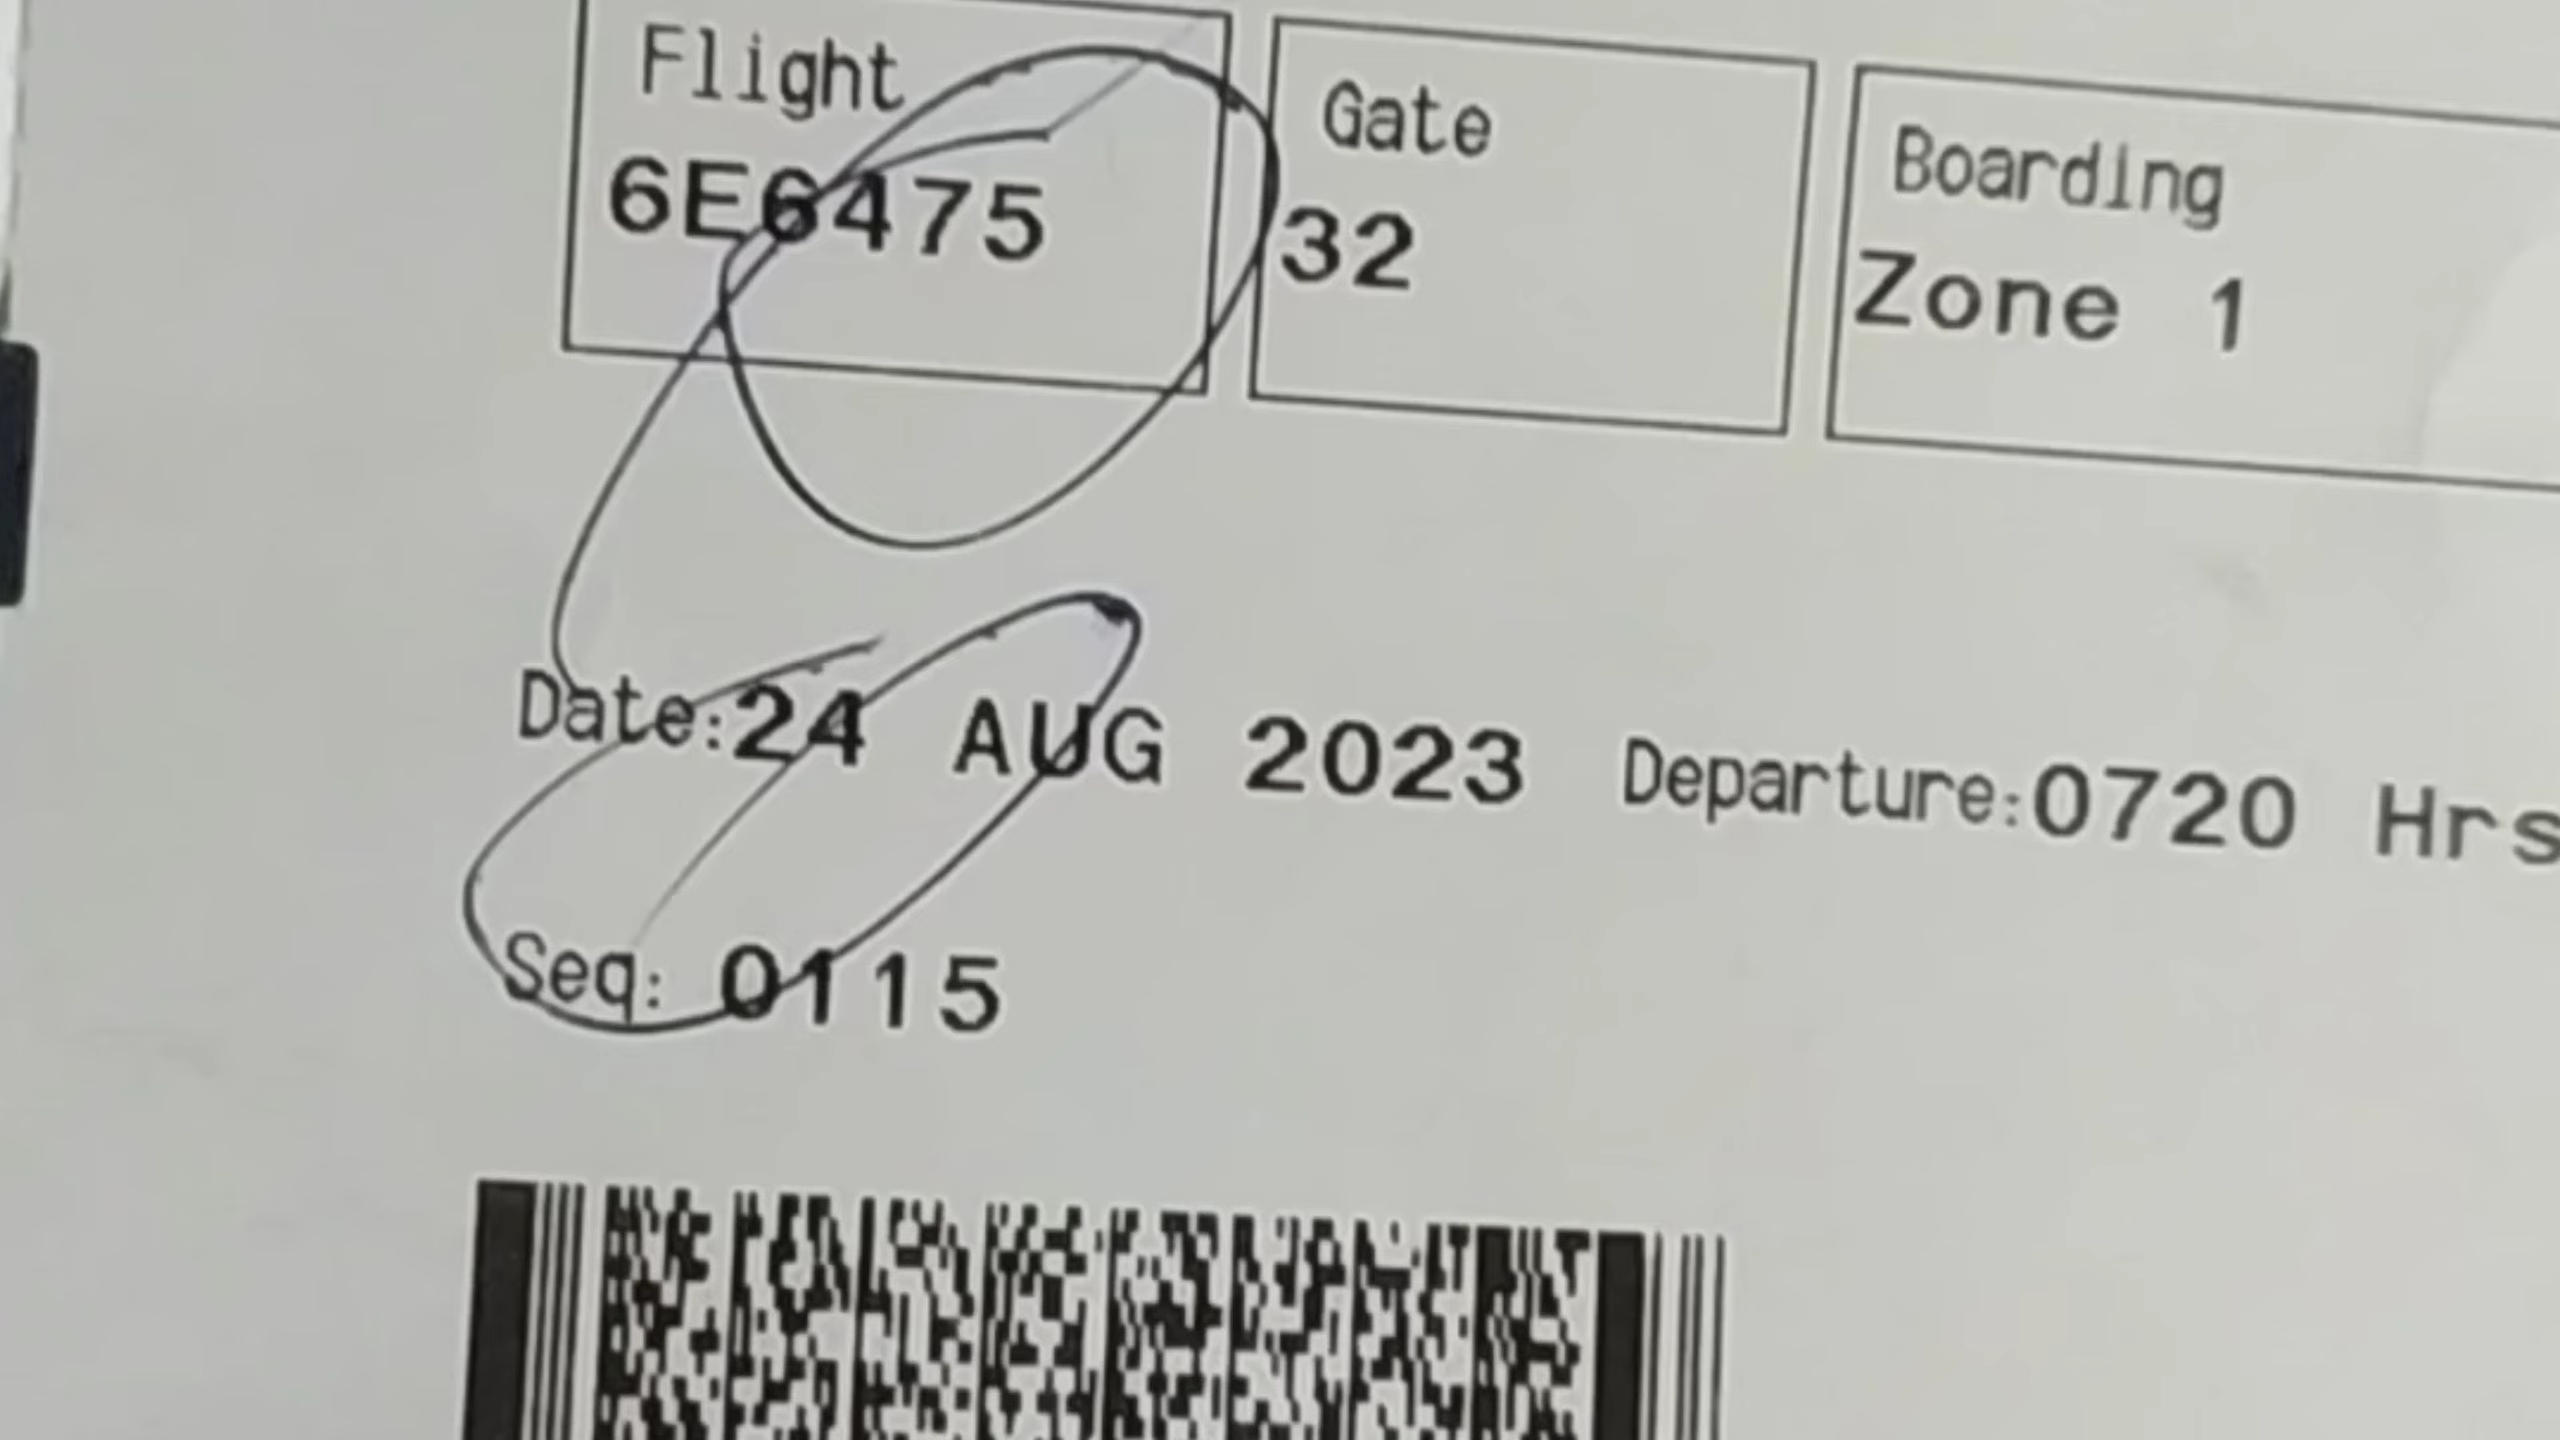 Flight Gate Boarding
6E6475 32 Zone 1
Date:24 AUG 2023 Departure:0720 Hrs
Seq: 0115